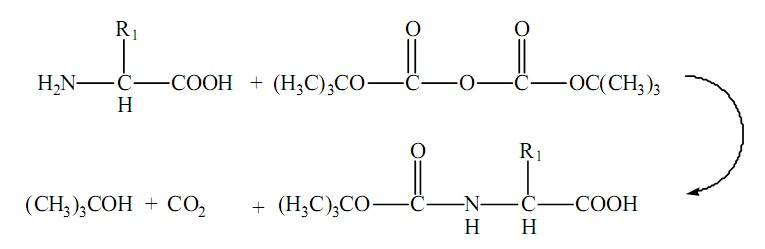 R₁ O O
H₂N—C—COOH + (H₃C)₃CO—C—O—C—OC(CH₃)₃
H
O R₁
(CH₃)₃COH + CO₂ + (H₃C)₃CO—C—N—C—COOH
H H